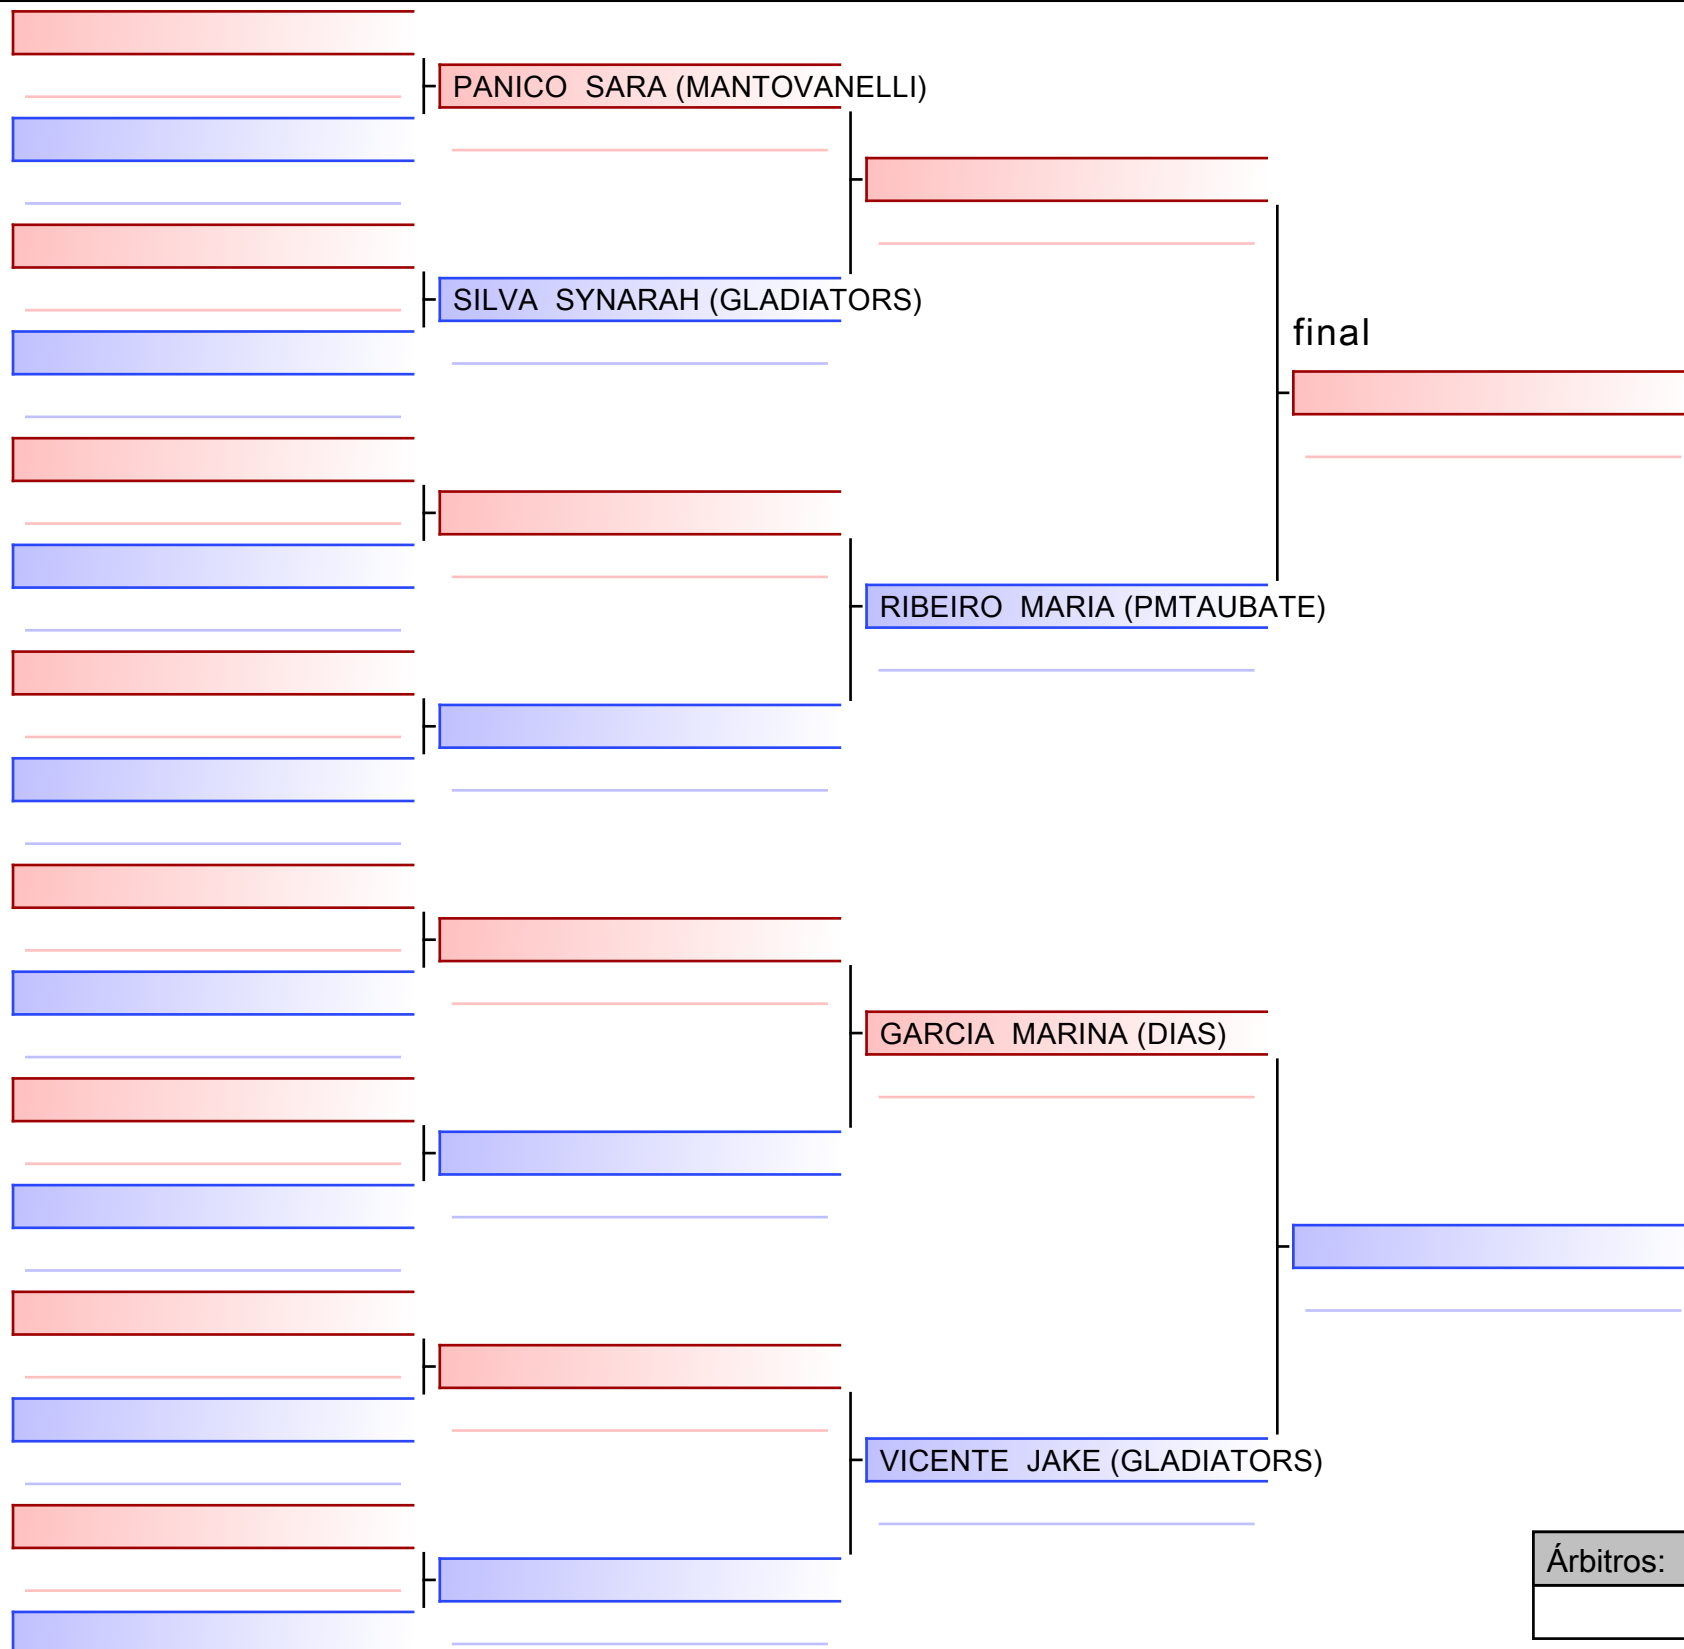 PANICO  SARA (MANTOVANELLI)
SILVA  SYNARAH (GLADIATORS)
final
RIBEIRO  MARIA (PMTAUBATE)
GARCIA  MARINA (DIAS)
VICENTE  JAKE (GLADIATORS)
Árbitros: